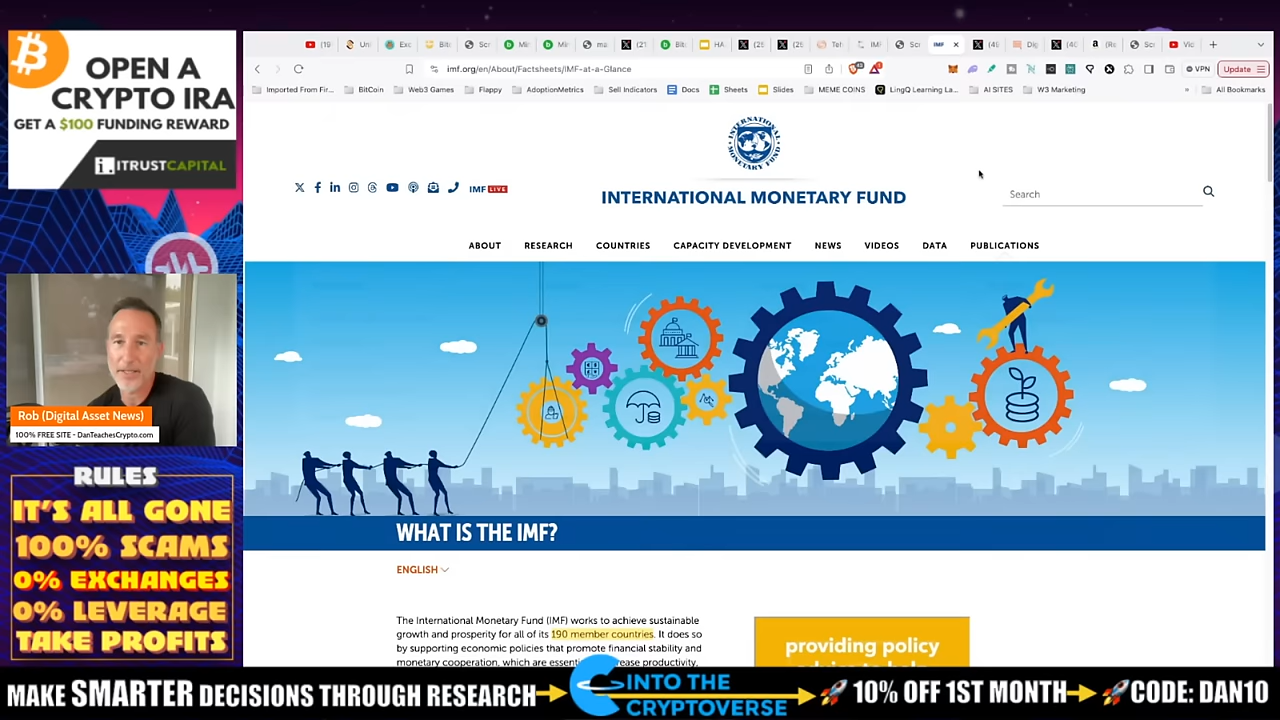 OPEN A
CRYPTO IRA
GET A $100 FUNDING REWARD
i.ITRUSTCAPITAL
Rob (Digital Asset News)
100% FREE SITE - DanTeachesCrypto.com
RULES
IT'S ALL GONE
100% SCAMS
0% EXCHANGES
0% LEVERAGE
TAKE PROFITS
imf.org/en/About/Factsheets/IMF-at-a-Glance
VPN
Update
Imported From Fir...
BitCoin
Web3 Games
Flappy
AdoptionMetrics
Sell Indicators
Docs
Sheets
Slides
MEME COINS
LingQ Learning La...
AI SITES
W3 Marketing
»
All Bookmarks
INTERNATIONAL MONETARY FUND
IMF LIVE
Search
ABOUT
RESEARCH
COUNTRIES
CAPACITY DEVELOPMENT
NEWS
VIDEOS
DATA
PUBLICATIONS
WHAT IS THE IMF?
ENGLISH
The International Monetary Fund (IMF) works to achieve sustainable
growth and prosperity for all of its 190 member countries. It does so
by supporting economic policies that promote financial stability and
monetary cooperation, which are productivity,
providing policy
MAKE SMARTER DECISIONS THROUGH RESEARCH
INTO THE
CRYPTOVERSE
10% OFF 1ST MONTH
CODE: DAN10